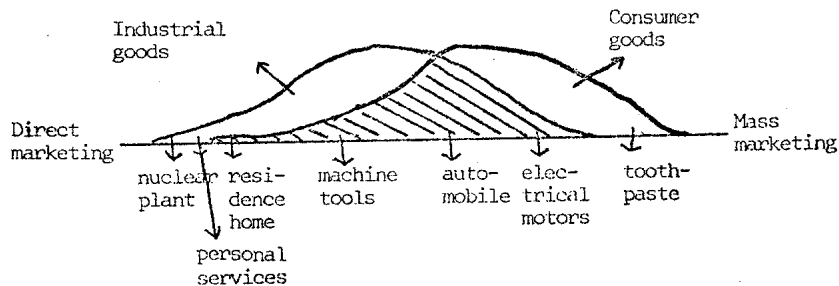 Industrial
goods
Consumer
goods
Direct
marketing
Mass
marketing
nuclear
plant
resi-
dence
home
machine
tools
auto-
mobile
elec-
trical
motors
tooth-
paste
personal
services